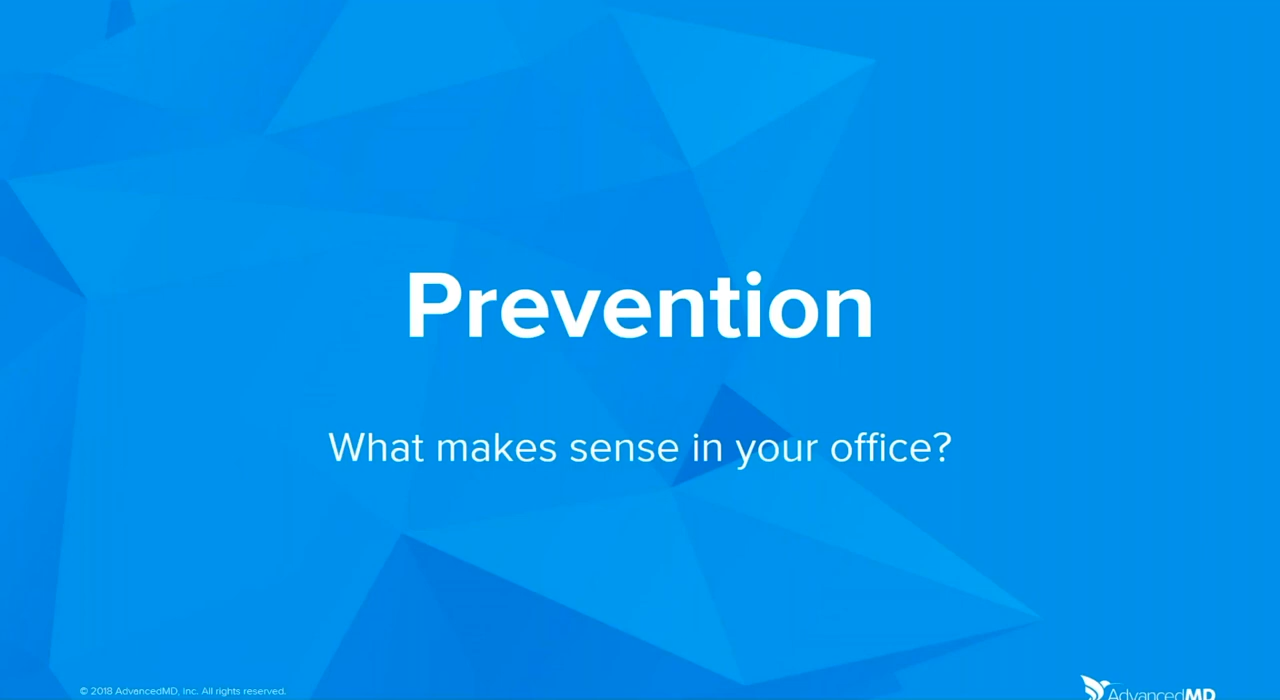 Prevention
What makes sense in your office?
© 2018 AdvancedMD, Inc. All rights reserved.
AdvancedMD